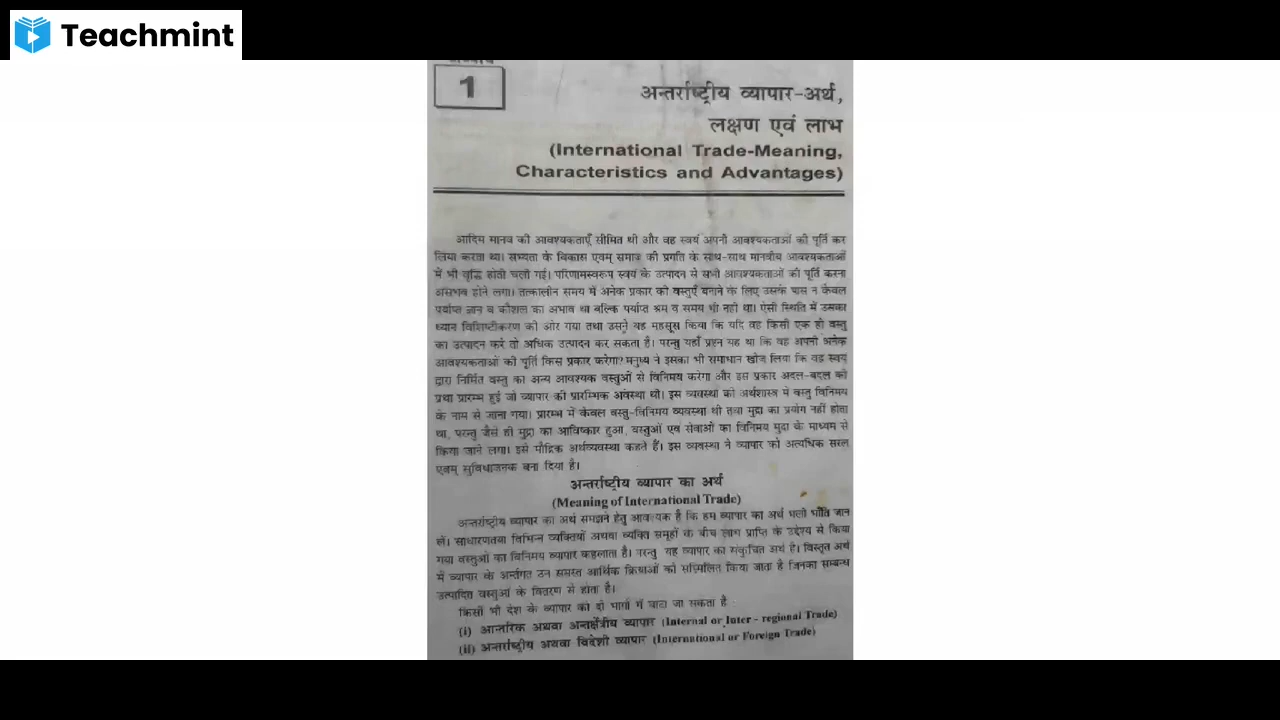 Teachmint
1
अन्तर्राष्ट्रीय व्यापार-अर्थ,
लक्षण एवं लाभ
(International Trade-Meaning,
Characteristics and Advantages)
आदिम मानव की आवश्यकताएँ सीमित थी और वह स्वयं अपनी आवश्यकताओं की पूर्ति कर
लिया करता था। सभ्यता के विकास एवम् समाज की प्रगति के साथ-साथ मानवीय आवश्यकताओं
में भी वृद्धि होती चली गई। परिणामस्वरुप स्वयं के उत्पादन से सभी आवश्यकताओं की पूर्ति करना
असंभव होने लगा। तत्कालीन समय में अनेक प्रकार की वस्तुएँ बनाने के लिए उसके पास न केवल
पर्याप्त ज्ञान व कौशल का अभाव था बल्कि पर्याप्त श्रम व समय भी नहीं था। ऐसी स्थिति में उसका
ध्यान विशिष्टीकरण की ओर गया तथा उसने यह महसूस किया कि यदि वह किसी एक ही वस्तु
का उत्पादन करे तो अधिक उत्पादन कर सकता है। परन्तु यहाँ प्रश्न यह था कि वह अपनी अनेक
आवश्यकताओं की पूर्ति किस प्रकार करेगा? मनुष्य ने इसका भी समाधान खोज लिया कि वह स्वयं
द्वारा निर्मित वस्तु का अन्य आवश्यक वस्तुओं से विनिमय करेगा और इस प्रकार अदल-बदल की
प्रथा प्रारम्भ हुई जो व्यापार की प्रारम्भिक अवस्था थी। इस व्यवस्था को अर्थशास्त्र में वस्तु विनिमय
के नाम से जाना गया। प्रारम्भ में केवल वस्तु-विनिमय व्यवस्था थी तथा मुद्रा का प्रयोग नहीं होता
था, परन्तु जैसे ही मुद्रा का आविष्कार हुआ, वस्तुओं एवं सेवाओं का विनिमय मुद्रा के माध्यम से
किया जाने लगा। इसे मौद्रिक अर्थव्यवस्था कहते हैं। इस व्यवस्था ने व्यापार को अत्यधिक सरल
एवम् सुविधाजनक बना दिया है।
अन्तर्राष्ट्रीय व्यापार का अर्थ
(Meaning of International Trade)
अन्तर्राष्ट्रीय व्यापार का अर्थ समझने हेतु आवश्यक है कि हम व्यापार का अर्थ भली भाँति जान
लें। साधारणतया विभिन्न व्यक्तियों अथवा व्यक्ति समूहों के बीच लाभ प्राप्ति के उद्देश्य से किया
गया वस्तुओं का विनिमय व्यापार कहलाता है। परन्तु यह व्यापार का संकुचित अर्थ है। विस्तृत अर्थ
में व्यापार के अर्न्तगत उन समस्त आर्थिक क्रियाओं को सम्मिलित किया जाता है जिनका सम्बन्ध
उत्पादित वस्तुओं के वितरण से होता है।
किसी भी देश के व्यापार को दो भागों में बाटा जा सकता है
(i) आन्तरिक अथवा अन्तर्क्षेत्रीय व्यापार (Internal or Inter - regional Trade)
(ii) अन्तर्राष्ट्रीय अथवा विदेशी व्यापार (International or Foreign Trade)